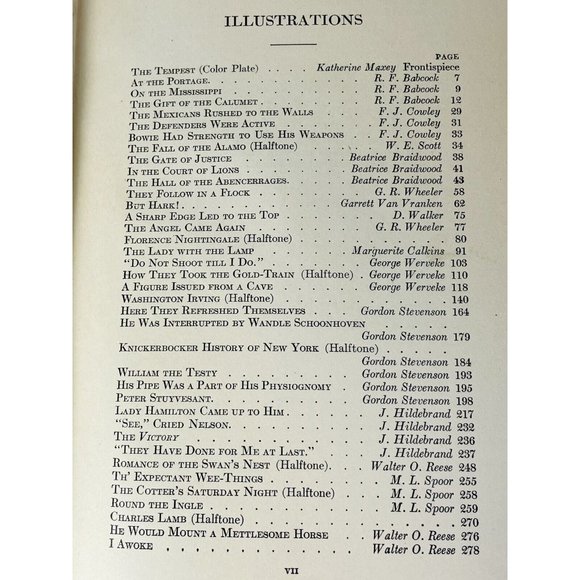 ILLUSTRATIONS
PAGE
THE TEMPEST (Color Plate) . . . . . Katherine Maxey Frontispiece
AT THE PORTAGE. . . . . . . . . . R. F. Babcock 7
ON THE MISSISSIPPI . . . . . . . . . R. F. Babcock 9
THE GIFT OF THE CALUMET . . . . . . . R. F. Babcock 12
THE MEXICANS RUSHED TO THE WALLS . . . . F. J. Cowley 29
THE DEFENDERS WERE ACTIVE . . . . . . F. J. Cowley 31
BOWIE HAD STRENGTH TO USE HIS WEAPONS . . F. J. Cowley 33
THE FALL OF THE ALAMO (Halftone) . . . . . W. E. Scott 34
THE GATE OF JUSTICE . . . . . . . Beatrice Braidwood 38
IN THE COURT OF LIONS . . . . . . . Beatrice Braidwood 41
THE HALL OF THE ABENCERRAGES. . . . . Beatrice Braidwood 43
THEY FOLLOW IN A FLOCK . . . . . . . G. R. Wheeler 58
BUT HARK! . . . . . . . . . . Garrett Van Vranken 62
A SHARP EDGE LED TO THE TOP . . . . . . . D. Walker 75
THE ANGEL CAME AGAIN . . . . . . . . G. R. Wheeler 77
FLORENCE NIGHTINGALE (Halftone) . . . . . . . . . 80
THE LADY WITH THE LAMP . . . . . . Marguerite Calkins 91
"DO NOT SHOOT TILL I DO." . . . . . . George Werveke 103
HOW THEY TOOK THE GOLD-TRAIN (Halftone) . George Werveke 110
A FIGURE ISSUED FROM A CAVE . . . . . George Werveke 118
WASHINGTON IRVING (Halftone) . . . . . . . . . . 140
HERE THEY REFRESHED THEMSELVES . . . . Gordon Stevenson 164
HE WAS INTERRUPTED BY WANDLE SCHOONHOVEN
Gordon Stevenson 179
KNICKERBOCKER HISTORY OF NEW YORK (Halftone) . . . . .
Gordon Stevenson 184
WILLIAM THE TESTY . . . . . . . . Gordon Stevenson 193
HIS PIPE WAS A PART OF HIS PHYSIOGNOMY . . Gordon Stevenson 195
PETER STUYVESANT. . . . . . . . . Gordon Stevenson 198
LADY HAMILTON CAME UP TO HIM. . . . . . J. Hildebrand 217
"SEE," CRIED NELSON. . . . . . . . . J. Hildebrand 232
THE VICTORY . . . . . . . . . . . J. Hildebrand 236
"THEY HAVE DONE FOR ME AT LAST." . . . . J. Hildebrand 237
ROMANCE OF THE SWAN'S NEST (Halftone). . . . Walter O. Reese 248
TH' EXPECTANT WEE-THINGS . . . . . . . . M. L. Spoor 255
THE COTTER'S SATURDAY NIGHT (Halftone) . . . M. L. Spoor 258
ROUND THE INGLE . . . . . . . . . . M. L. Spoor 259
CHARLES LAMB (Halftone) . . . . . . . . . . . 270
HE WOULD MOUNT A METTLESOME HORSE . . Walter O. Reese 276
I AWOKE . . . . . . . . . . . . Walter O. Reese 278
VII